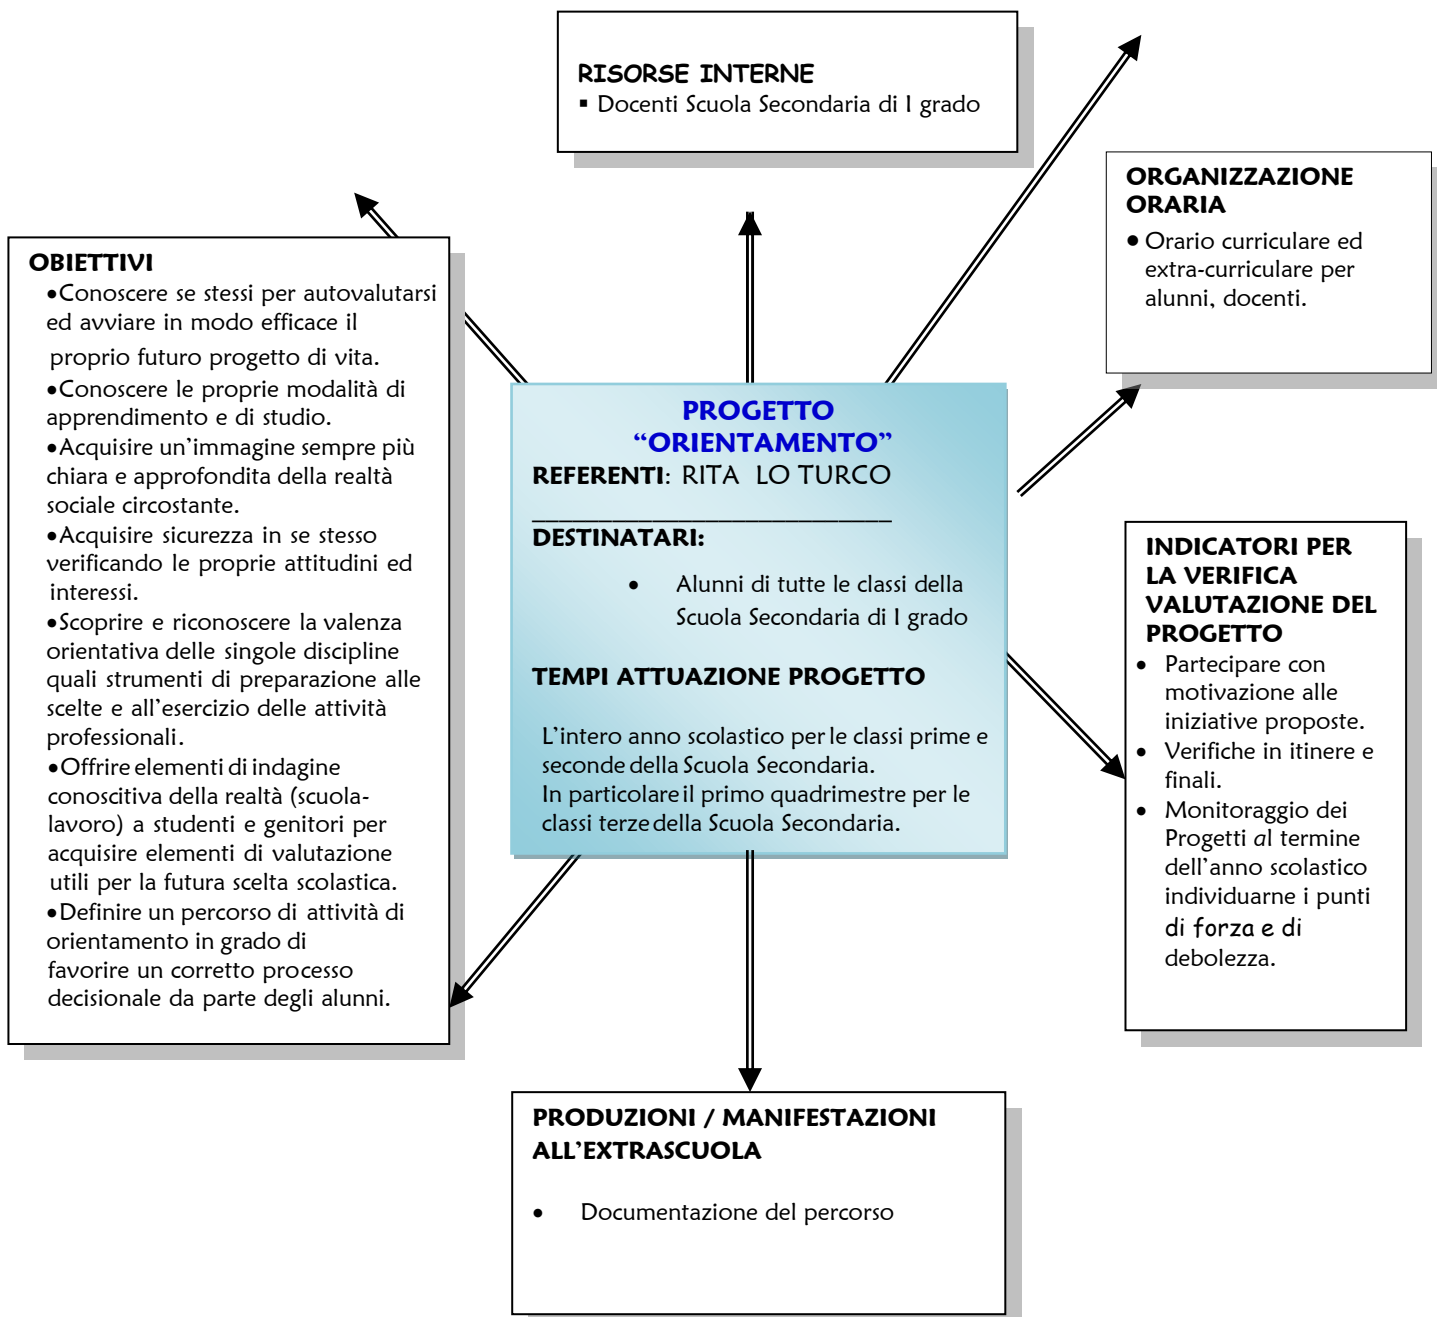 RISORSE INTERNE
▪ Docenti Scuola Secondaria di I grado
ORGANIZZAZIONE
ORARIA
• Orario curriculare ed
extra-curriculare per
alunni, docenti.
OBIETTIVI
•Conoscere se stessi per autovalutarsi
ed avviare in modo efficace il
proprio futuro progetto di vita.
•Conoscere le proprie modalità di
apprendimento e di studio.
•Acquisire un’immagine sempre più
chiara e approfondita della realtà
sociale circostante.
•Acquisire sicurezza in se stesso
verificando le proprie attitudini ed
interessi.
•Scoprire e riconoscere la valenza
orientativa delle singole discipline
quali strumenti di preparazione alle
scelte e all’esercizio delle attività
professionali.
•Offrire elementi di indagine
conoscitiva della realtà (scuola-
lavoro) a studenti e genitori per
acquisire elementi di valutazione
utili per la futura scelta scolastica.
•Definire un percorso di attività di
orientamento in grado di
favorire un corretto processo
decisionale da parte degli alunni.
PROGETTO
“ORIENTAMENTO”
REFERENTI: RITA LO TURCO
___________________________
DESTINATARI:
• Alunni di tutte le classi della
Scuola Secondaria di I grado
TEMPI ATTUAZIONE PROGETTO
L’intero anno scolastico per le classi prime e
seconde della Scuola Secondaria.
In particolare il primo quadrimestre per le
classi terze della Scuola Secondaria.
INDICATORI PER
LA VERIFICA
VALUTAZIONE DEL
PROGETTO
• Partecipare con
motivazione alle
iniziative proposte.
• Verifiche in itinere e
finali.
• Monitoraggio dei
Progetti al termine
dell’anno scolastico
individuarne i punti
di forza e di
debolezza.
PRODUZIONI / MANIFESTAZIONI
ALL’EXTRASCUOLA
• Documentazione del percorso